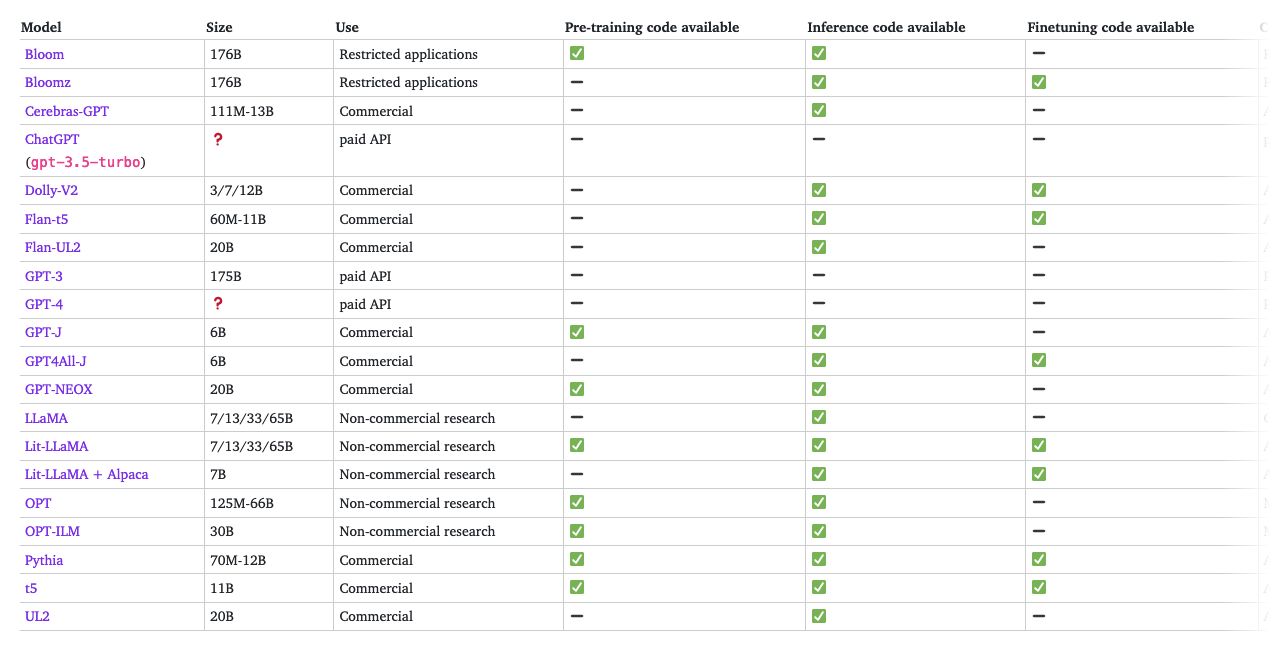 Model Size Use Pre-training code available Inference code available Finetuning code available
Bloom 176B Restricted applications ✅ ✅ —
Bloomz 176B Restricted applications — ✅ ✅
Cerebras-GPT 111M-13B Commercial — ✅ —
ChatGPT ❓ paid API — — —
(gpt-3.5-turbo)
Dolly-V2 3/7/12B Commercial — ✅ ✅
Flan-t5 60M-11B Commercial — ✅ ✅
Flan-UL2 20B Commercial — ✅ —
GPT-3 175B paid API — — —
GPT-4 ❓ paid API — — —
GPT-J 6B Commercial ✅ ✅ —
GPT4All-J 6B Commercial — ✅ ✅
GPT-NEOX 20B Commercial ✅ ✅ —
LLaMA 7/13/33/65B Non-commercial research — ✅ —
Lit-LLaMA 7/13/33/65B Non-commercial research ✅ ✅ ✅
Lit-LLaMA + Alpaca 7B Non-commercial research — ✅ ✅
OPT 125M-66B Non-commercial research ✅ ✅ —
OPT-ILM 30B Non-commercial research ✅ ✅ —
Pythia 70M-12B Commercial ✅ ✅ ✅
t5 11B Commercial ✅ ✅ ✅
UL2 20B Commercial — ✅ —